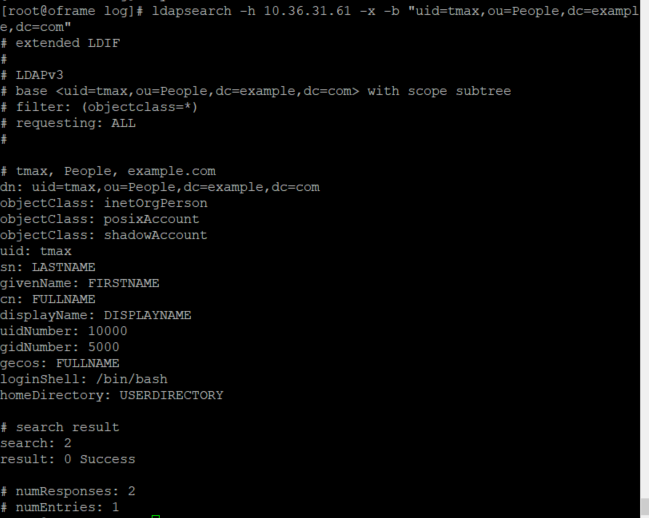 [root@oframe log]# ldapsearch -h 10.36.31.61 -x -b "uid=tmax,ou=People,dc=exampl
e,dc=com"
# extended LDIF
#
# LDAPv3
# base <uid=tmax,ou=People,dc=example,dc=com> with scope subtree
# filter: (objectclass=*)
# requesting: ALL
#
# tmax, People, example.com
dn: uid=tmax,ou=People,dc=example,dc=com
objectClass: inetOrgPerson
objectClass: posixAccount
objectClass: shadowAccount
uid: tmax
sn: LASTNAME
givenName: FIRSTNAME
cn: FULLNAME
displayName: DISPLAYNAME
uidNumber: 10000
gidNumber: 5000
gecos: FULLNAME
loginShell: /bin/bash
homeDirectory: USERDIRECTORY
# search result
search: 2
result: 0 Success
# numResponses: 2
# numEntries: 1